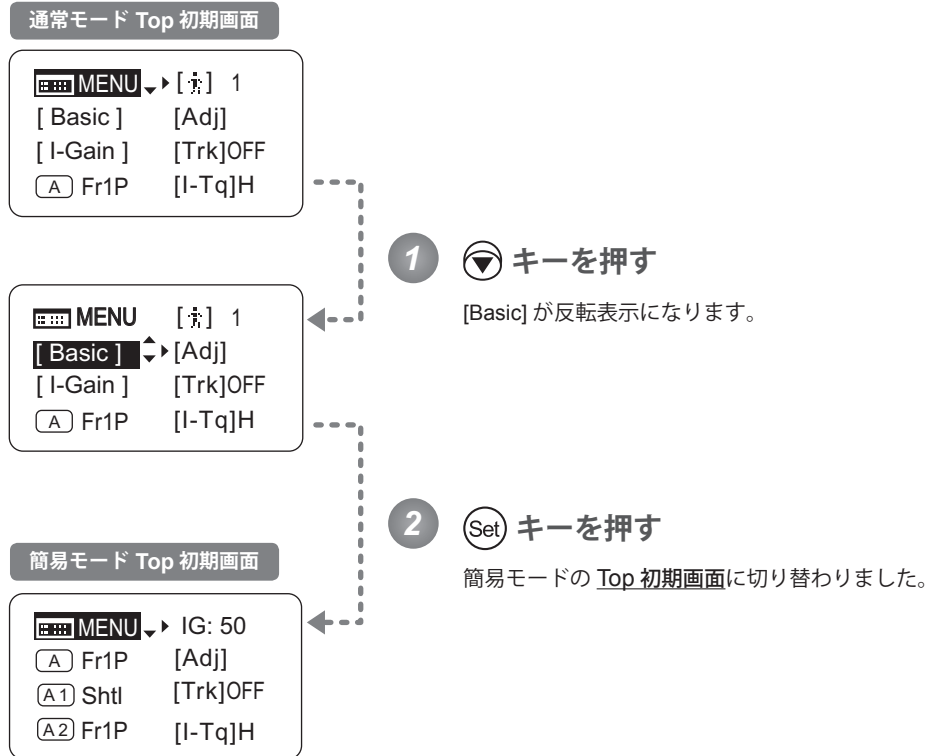 通常モード Top 初期画面
MENU [ ] 1
[ Basic ] [Adj]
[ I-Gain ] [Trk]OFF
A Fr1P [I-Tq]H
1 キーを押す
[Basic] が反転表示になります。
MENU [ ] 1
[ Basic ] [Adj]
[ I-Gain ] [Trk]OFF
A Fr1P [I-Tq]H
2 Set キーを押す
簡易モードの Top 初期画面に切り替わりました。
簡易モード Top 初期画面
MENU IG: 50
A Fr1P [Adj]
A1 Shtl [Trk]OFF
A2 Fr1P [I-Tq]H